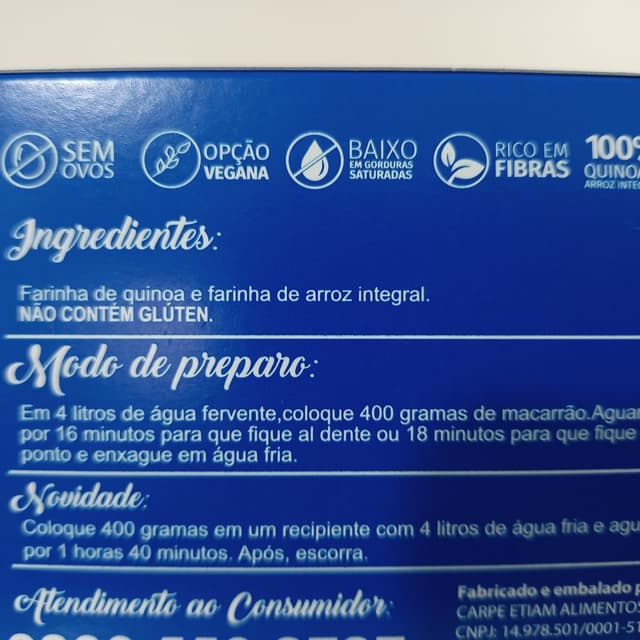 SEM OVOS
OPÇÃO VEGANA
BAIXO EM GORDURAS SATURADAS
RICO EM FIBRAS
100%
Ingredientes:
Farinha de quinoa e farinha de arroz integral.
NÃO CONTÉM GLÚTEN.
Modo de preparo:
Em 4 litros de água fervente,coloque 400 gramas de macarrão.
por 16 minutos para que fique al dente ou 18 minutos para que fique
ponto e enxague em água fria.
Novidade:
Coloque 400 gramas em um recipiente com 4 litros de água fria e
por 1 horas 40 minutos. Após, escorra.
Atendimento ao Consumidor:
Fabricado e embalado
CARPE ETIAM ALIMENTOS
CNPJ: 14.978.501/0001-5